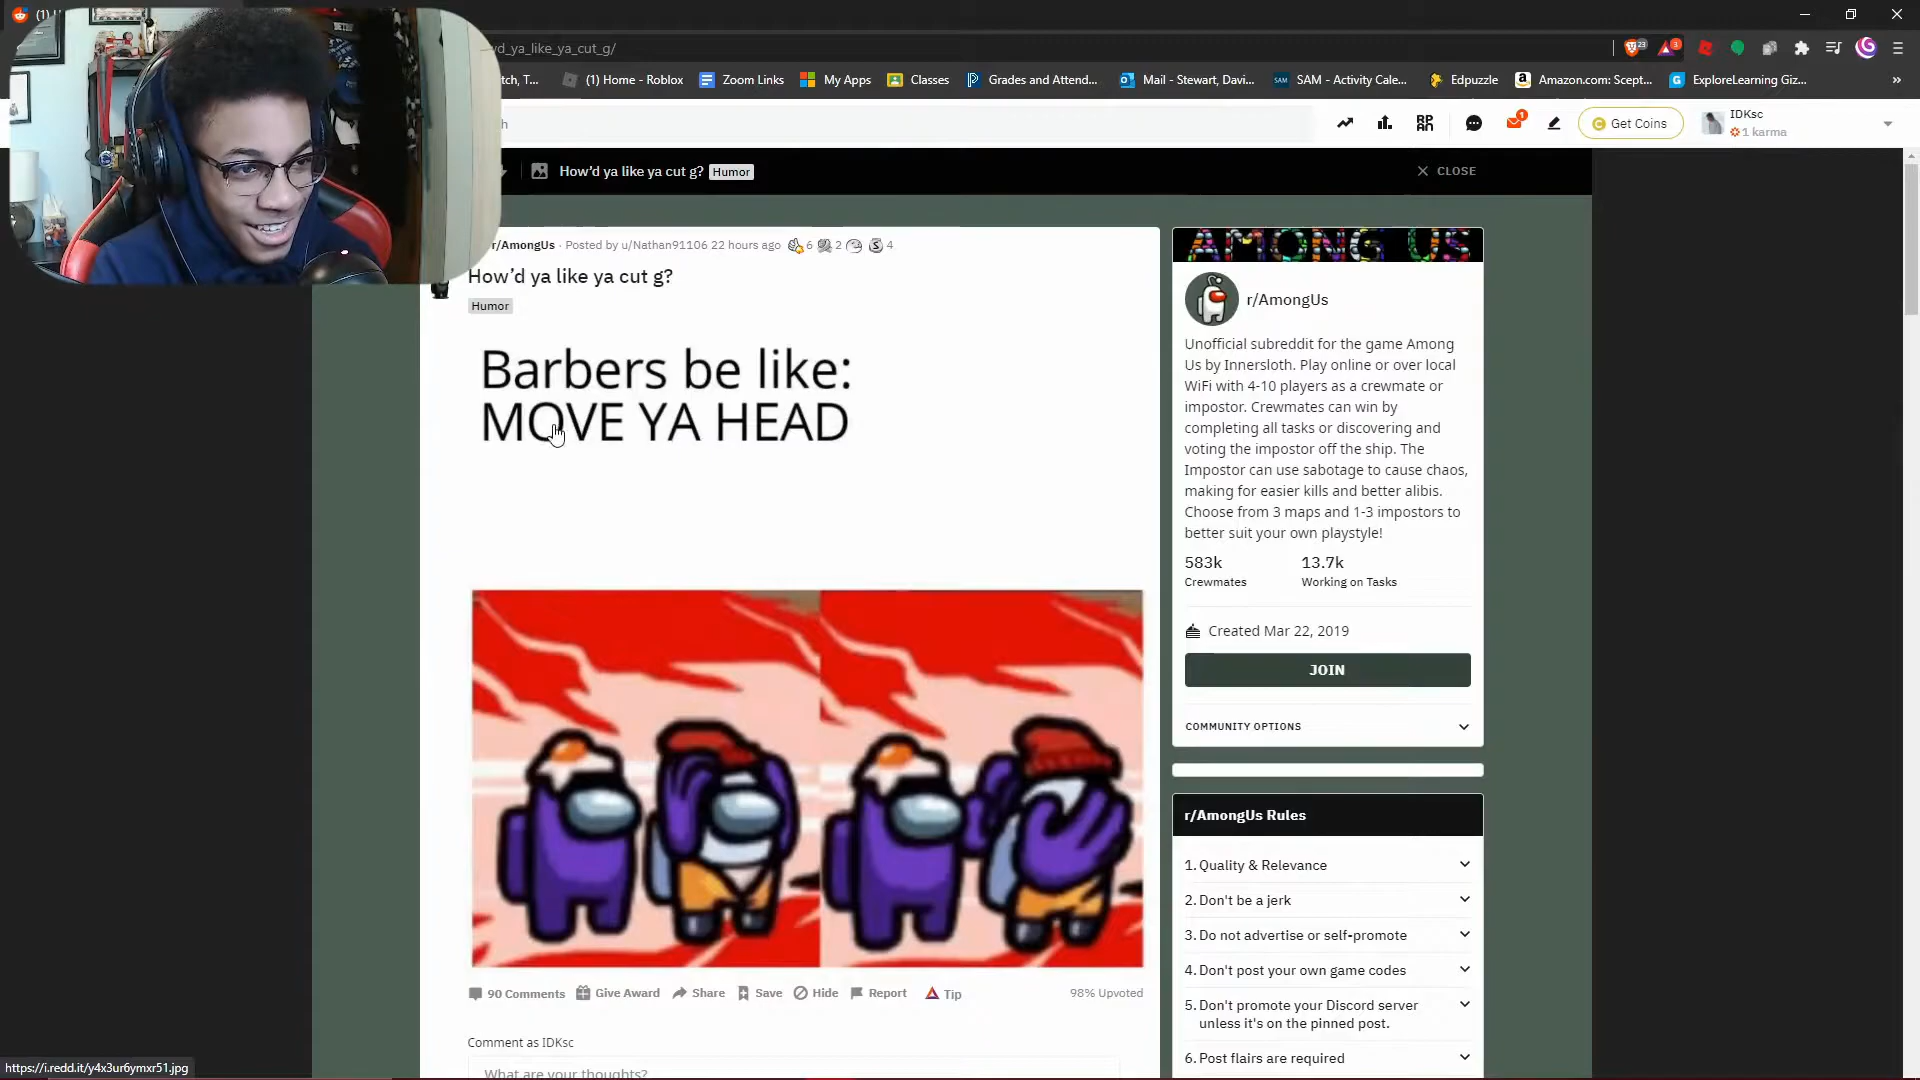 (1)
yd_ya_like_ya_cut_g/
23
3
tch, T...
(1) Home - Roblox
Zoom Links
My Apps
Classes
Grades and Attend...
Mail - Stewart, Davi...
SAM - Activity Cale...
Edpuzzle
Amazon.com: Scept...
ExploreLearning Giz...
»
1
Get Coins
IDKsc
1 karma
How'd ya like ya cut g? Humor
CLOSE
r/AmongUs · Posted by u/Nathan91106 22 hours ago 6 2 4
How'd ya like ya cut g?
Humor
Barbers be like:
MOVE YA HEAD
90 Comments Give Award Share Save Hide Report Tip 98% Upvoted
Comment as IDKsc
What are your thoughts?
AMONG US
r/AmongUs
Unofficial subreddit for the game Among
Us by Innersloth. Play online or over local
WiFi with 4-10 players as a crewmate or
impostor. Crewmates can win by
completing all tasks or discovering and
voting the impostor off the ship. The
Impostor can use sabotage to cause chaos,
making for easier kills and better alibis.
Choose from 3 maps and 1-3 impostors to
better suit your own playstyle!
583k 13.7k
Crewmates Working on Tasks
Created Mar 22, 2019
JOIN
COMMUNITY OPTIONS
r/AmongUs Rules
1. Quality & Relevance
2. Don't be a jerk
3. Do not advertise or self-promote
4. Don't post your own game codes
5. Don't promote your Discord server
unless it's on the pinned post.
6. Post flairs are required
https://i.redd.it/y4x3ur6ymxr51.jpg